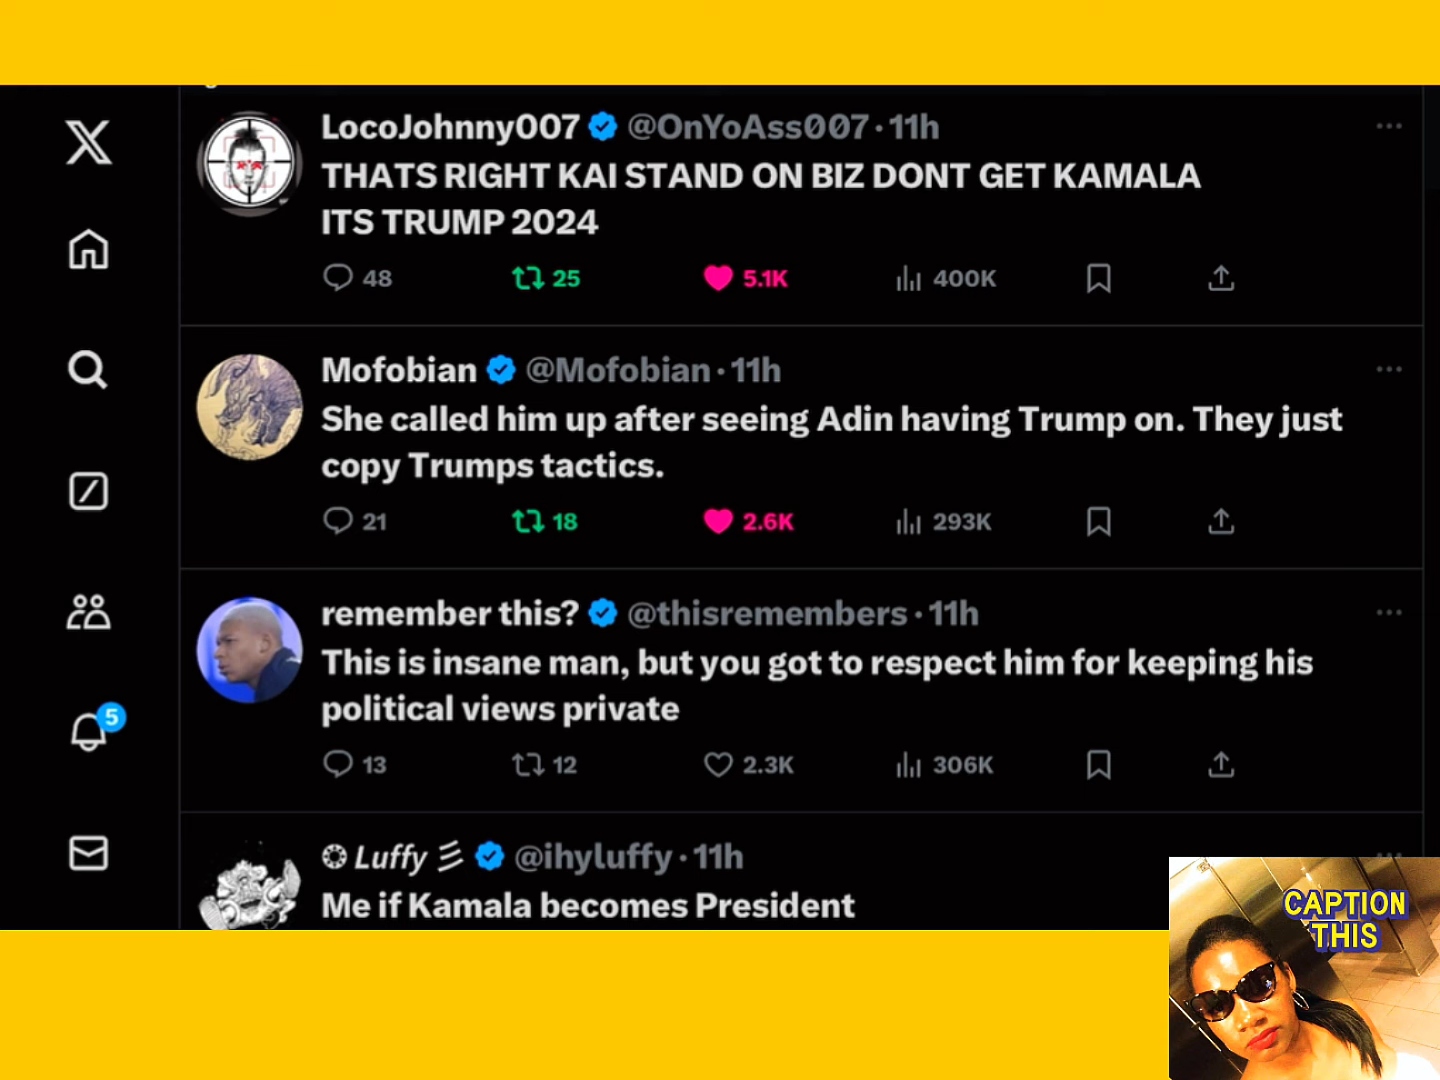 LocoJohnny007 @OnYoAss007 · 11h
THATS RIGHT KAI STAND ON BIZ DONT GET KAMALA
ITS TRUMP 2024
48 25 5.1K 400K
Mofobian @Mofobian · 11h
She called him up after seeing Adin having Trump on. They just
copy Trumps tactics.
21 18 2.6K 293K
remember this? @thisremembers · 11h
This is insane man, but you got to respect him for keeping his
political views private
5
13 12 2.3K 306K
Luffy 彡 @ihyluffy · 11h
Me if Kamala becomes President
CAPTION
THIS